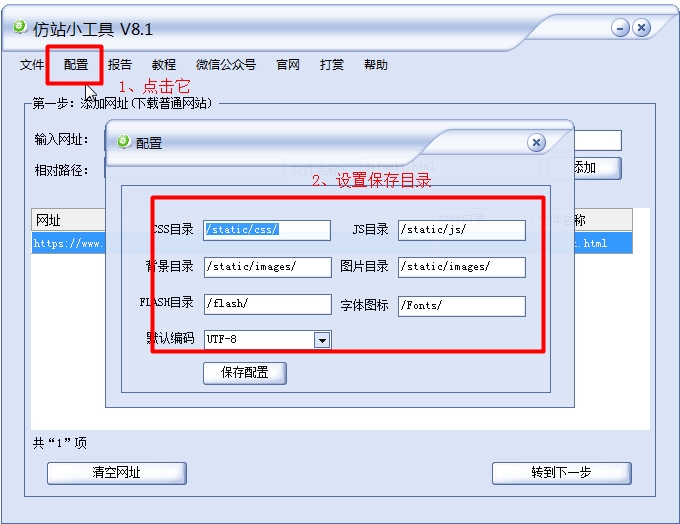 仿站小工具 V8.1
文件 配置 报告 教程 微信公众号 官网 打赏 帮助
1、点击它
第一步：添加网址(下载普通网站)
输入网址：
配置
相对路径：
添加
2、设置保存目录
网址
CSS目录 /static/css/ JS目录 /static/js/
https://www.
.html
背景目录 /static/images/ 图片目录 /static/images/
FLASH目录 /flash/ 字体图标 /Fonts/
默认编码 UTF-8
保存配置
共“1”项
清空网址 转到下一步